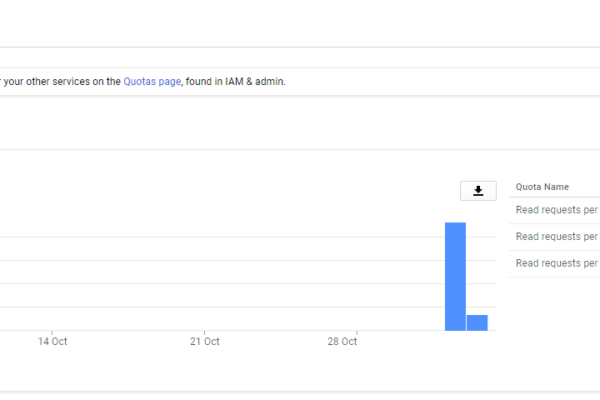 your other services on the Quotas page, found in IAM & admin.
Quota Name
Read requests per
Read requests per
Read requests per
14 Oct
21 Oct
28 Oct